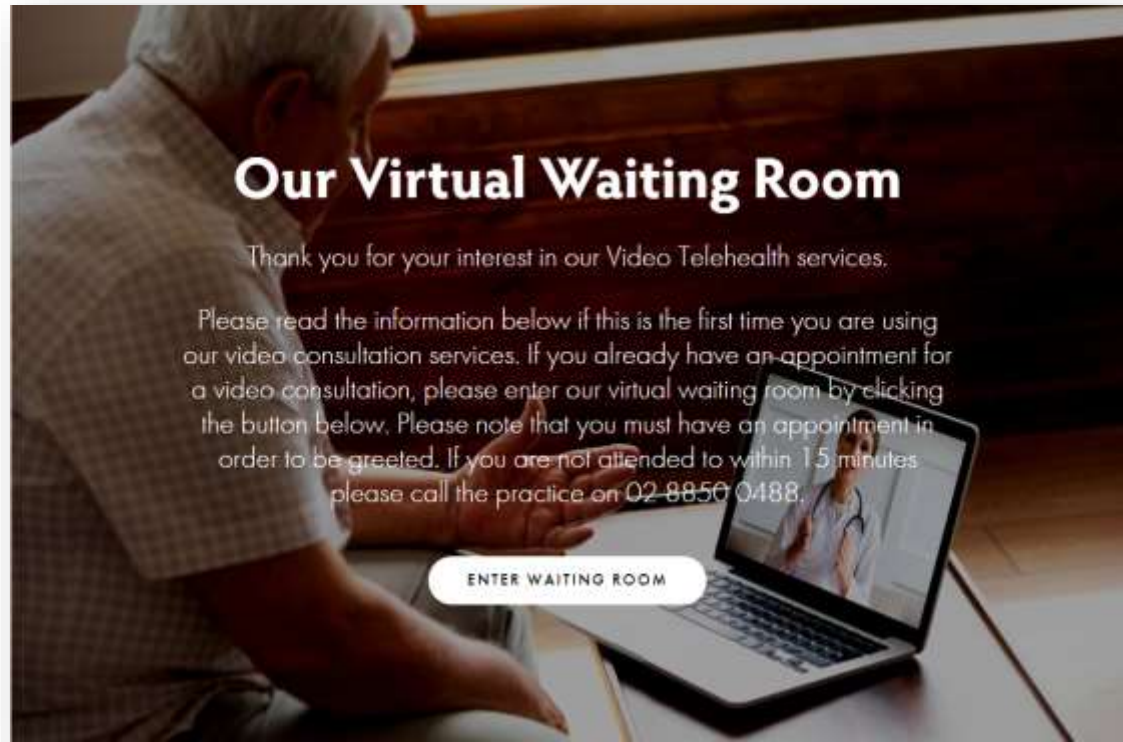 Our Virtual Waiting Room
Thank you for your interest in our Video Telehealth services.
Please read the information below if this is the first time you are using
our video consultation services. If you already have an appointment for
a video consultation, please enter our virtual waiting room by clicking
the button below. Please note that you must have an appointment in
order to be greeted. If you are not attended to within 15 minutes
please call the practice on 02 8850 0488.
ENTER WAITING ROOM